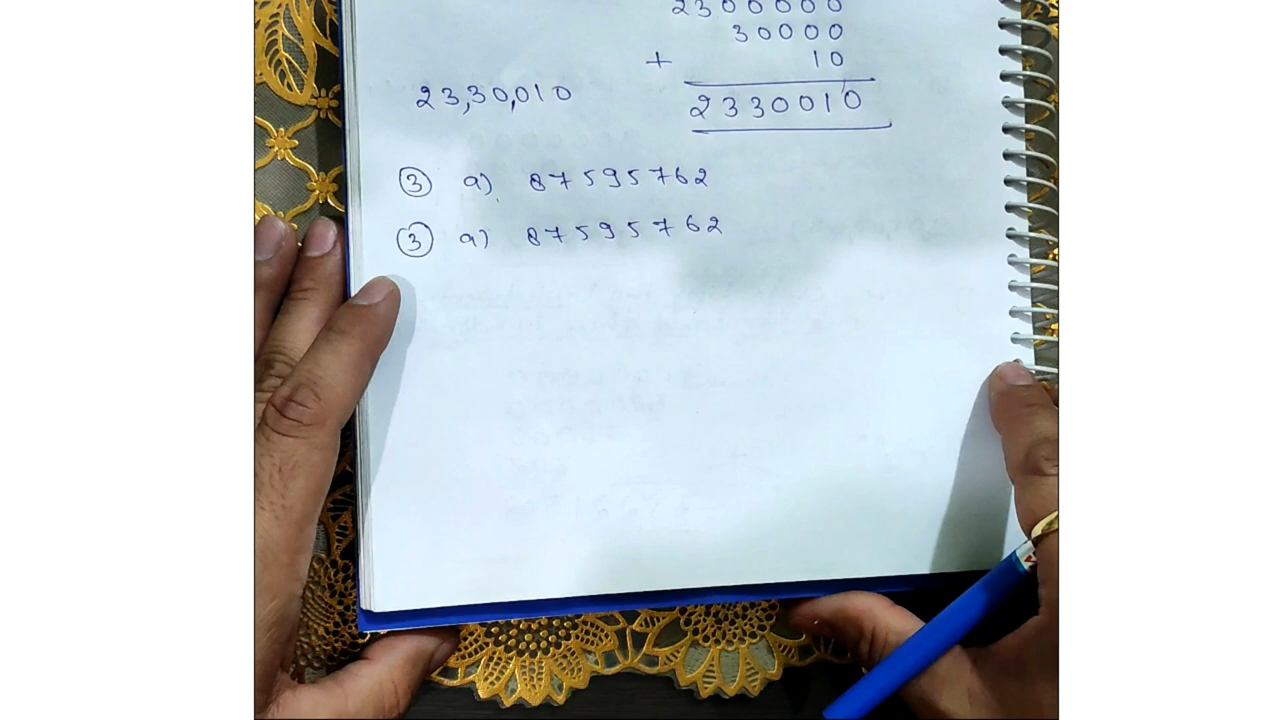 2300000
30000
+ 10
23,30,010
2330010
③ a) 87595762
③ a) 87595762